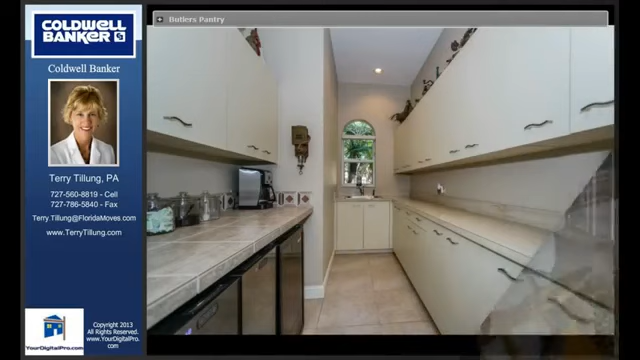 COLDWELL
BANKER
Coldwell Banker
Terry Tillung, PA
727-560-8819 - Cell
727-786-5840 - Fax
Terry.Tillung@FloridaMoves.com
www.TerryTillung.com
Copyright 2013
All Rights Reserved.
www.YourDigitalPro.
com
YourDigitalPro.com
Butlers Pantry